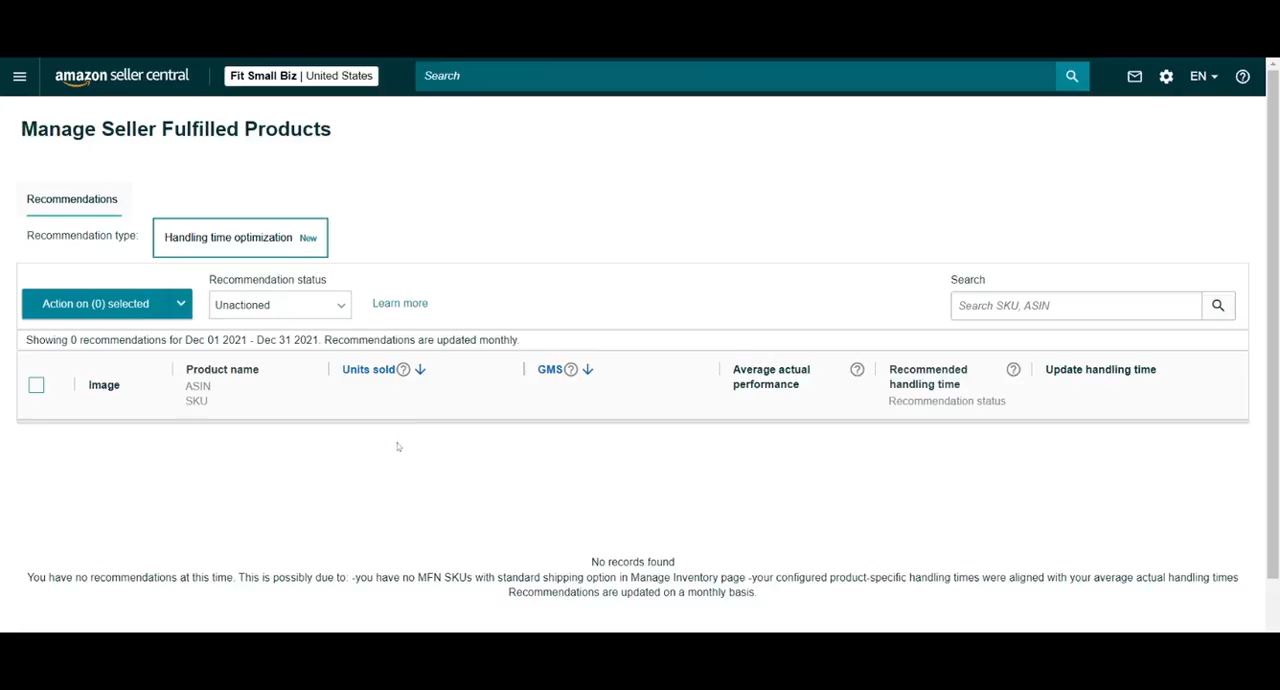 amazon seller central
Fit Small Biz | United States
Search
EN
Manage Seller Fulfilled Products
Recommendations
Recommendation type:
Handling time optimization New
Action on (0) selected
Recommendation status
Unactioned
Learn more
Search
Search SKU, ASIN
Showing 0 recommendations for Dec 01 2021 - Dec 31 2021. Recommendations are updated monthly.
Image
Product name
ASIN
SKU
Units sold
GMS
Average actual
performance
Recommended
handling time
Recommendation status
Update handling time
No records found
You have no recommendations at this time. This is possibly due to: -you have no MFN SKUs with standard shipping option in Manage Inventory page -your configured product-specific handling times were aligned with your average actual handling times
Recommendations are updated on a monthly basis.